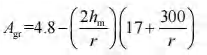 A_gr = 4.8 − (2h_m / r)(17 + 300 / r)